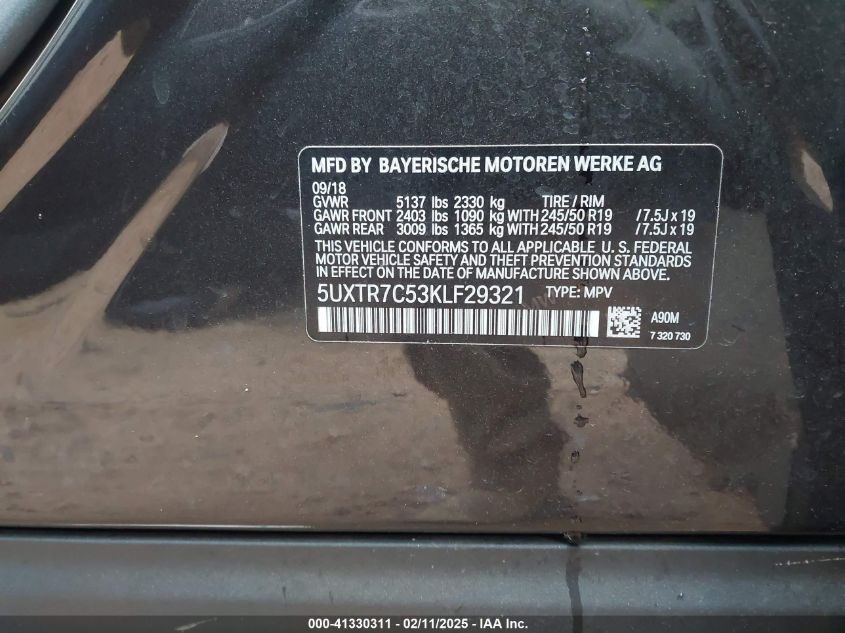 MFD BY BAYERISCHE MOTOREN WERKE AG
09/18
GVWR 5137 lbs 2330 kg TIRE / RIM
GAWR FRONT 2403 lbs 1090 kg WITH 245/50 R19 / 7.5J x 19
GAWR REAR 3009 lbs 1365 kg WITH 245/50 R19 / 7.5J x 19
THIS VEHICLE CONFORMS TO ALL APPLICABLE U. S. FEDERAL
MOTOR VEHICLE SAFETY AND THEFT PREVENTION STANDARDS
IN EFFECT ON THE DATE OF MANUFACTURE SHOWN ABOVE.
5UXTR7C53KLF29321 TYPE: MPV
A90M
7 320 730
000-41330311 - 02/11/2025 - IAA Inc.